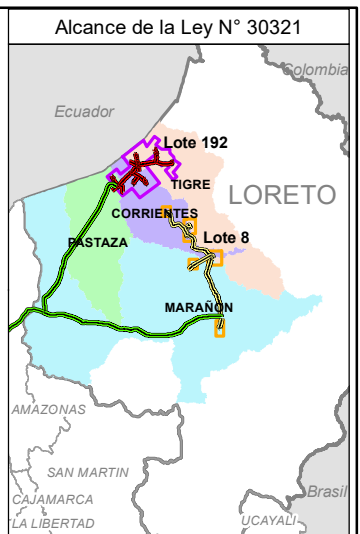 Alcance de la Ley N° 30321
Colombia
Ecuador
Lote 192
TIGRE
LORETO
CORRIENTES
Lote 8
PASTAZA
MARAÑON
AMAZONAS
SAN MARTIN
CAJAMARCA
Brasil
LA LIBERTAD
UCAYALI